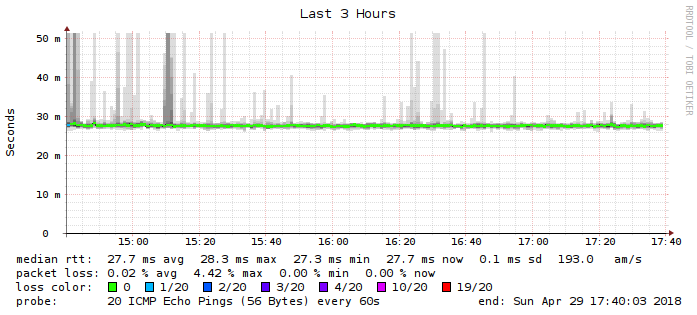 Last 3 Hours
RRDTOOL / TOBI OETIKER
Seconds
50 m
40 m
30 m
20 m
10 m
0
15:00 15:20 15:40 16:00 16:20 16:40 17:00 17:20 17:40
median rtt: 27.7 ms avg 28.3 ms max 27.3 ms min 27.7 ms now 0.1 ms sd 193.0 am/s
packet loss: 0.02 % avg 4.42 % max 0.00 % min 0.00 % now
loss color: 0 1/20 2/20 3/20 4/20 10/20 19/20
probe: 20 ICMP Echo Pings (56 Bytes) every 60s end: Sun Apr 29 17:40:03 2018